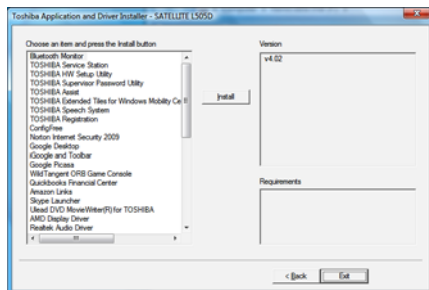 Toshiba Application and Driver Installer - SATELLITE L505D
Choose an item and press the Install button
Bluetooth Monitor
TOSHIBA Service Station
TOSHIBA HW Setup Utility
TOSHIBA Supervisor Password Utility
TOSHIBA Assist
TOSHIBA Extended Tiles for Windows Mobility Ce
TOSHIBA Speech System
TOSHIBA Registration
ConfigFree
Norton Internet Security 2009
Google Desktop
iGoogle and Toolbar
Google Picasa
WildTangent ORB Game Console
Quickbooks Financial Center
Amazon Links
Skype Launcher
Ulead DVD MovieWriter(R) for TOSHIBA
AMD Display Driver
Realtek Audio Driver
Install
Version
v4.02
Requirements
< Back
Exit